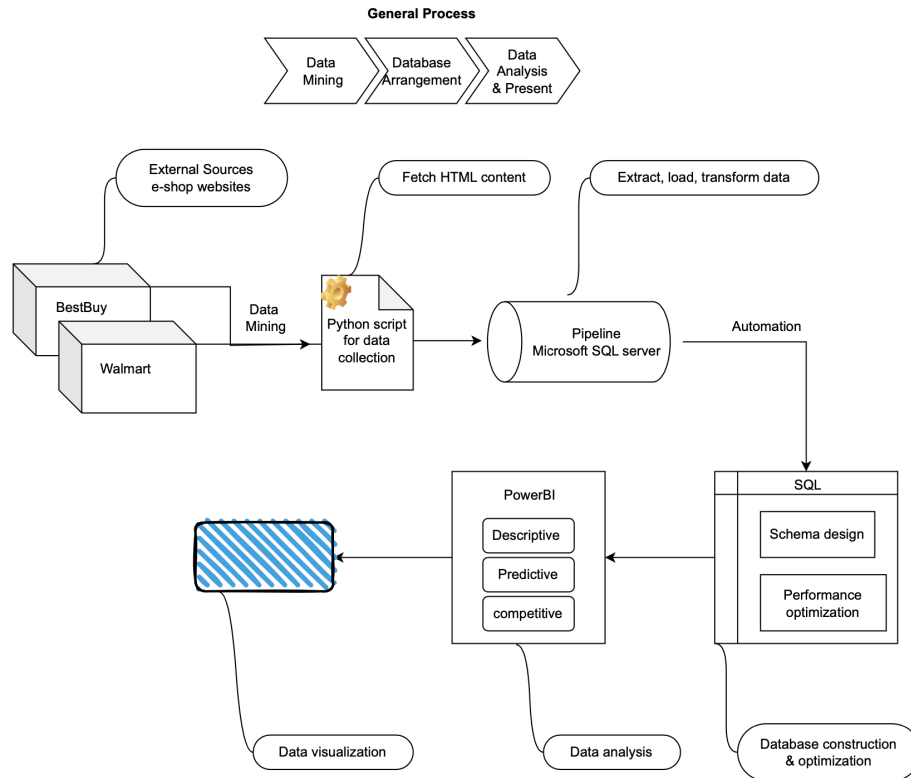 General Process
Data
Mining
Database
Arrangement
Data
Analysis
& Present
External Sources
e-shop websites
Fetch HTML content
Extract, load, transform data
BestBuy
Walmart
Data
Mining
Python script
for data
collection
Pipeline
Microsoft SQL server
Automation
PowerBI
Descriptive
Predictive
competitive
SQL
Schema design
Performance
optimization
Data visualization
Data analysis
Database construction
& optimization